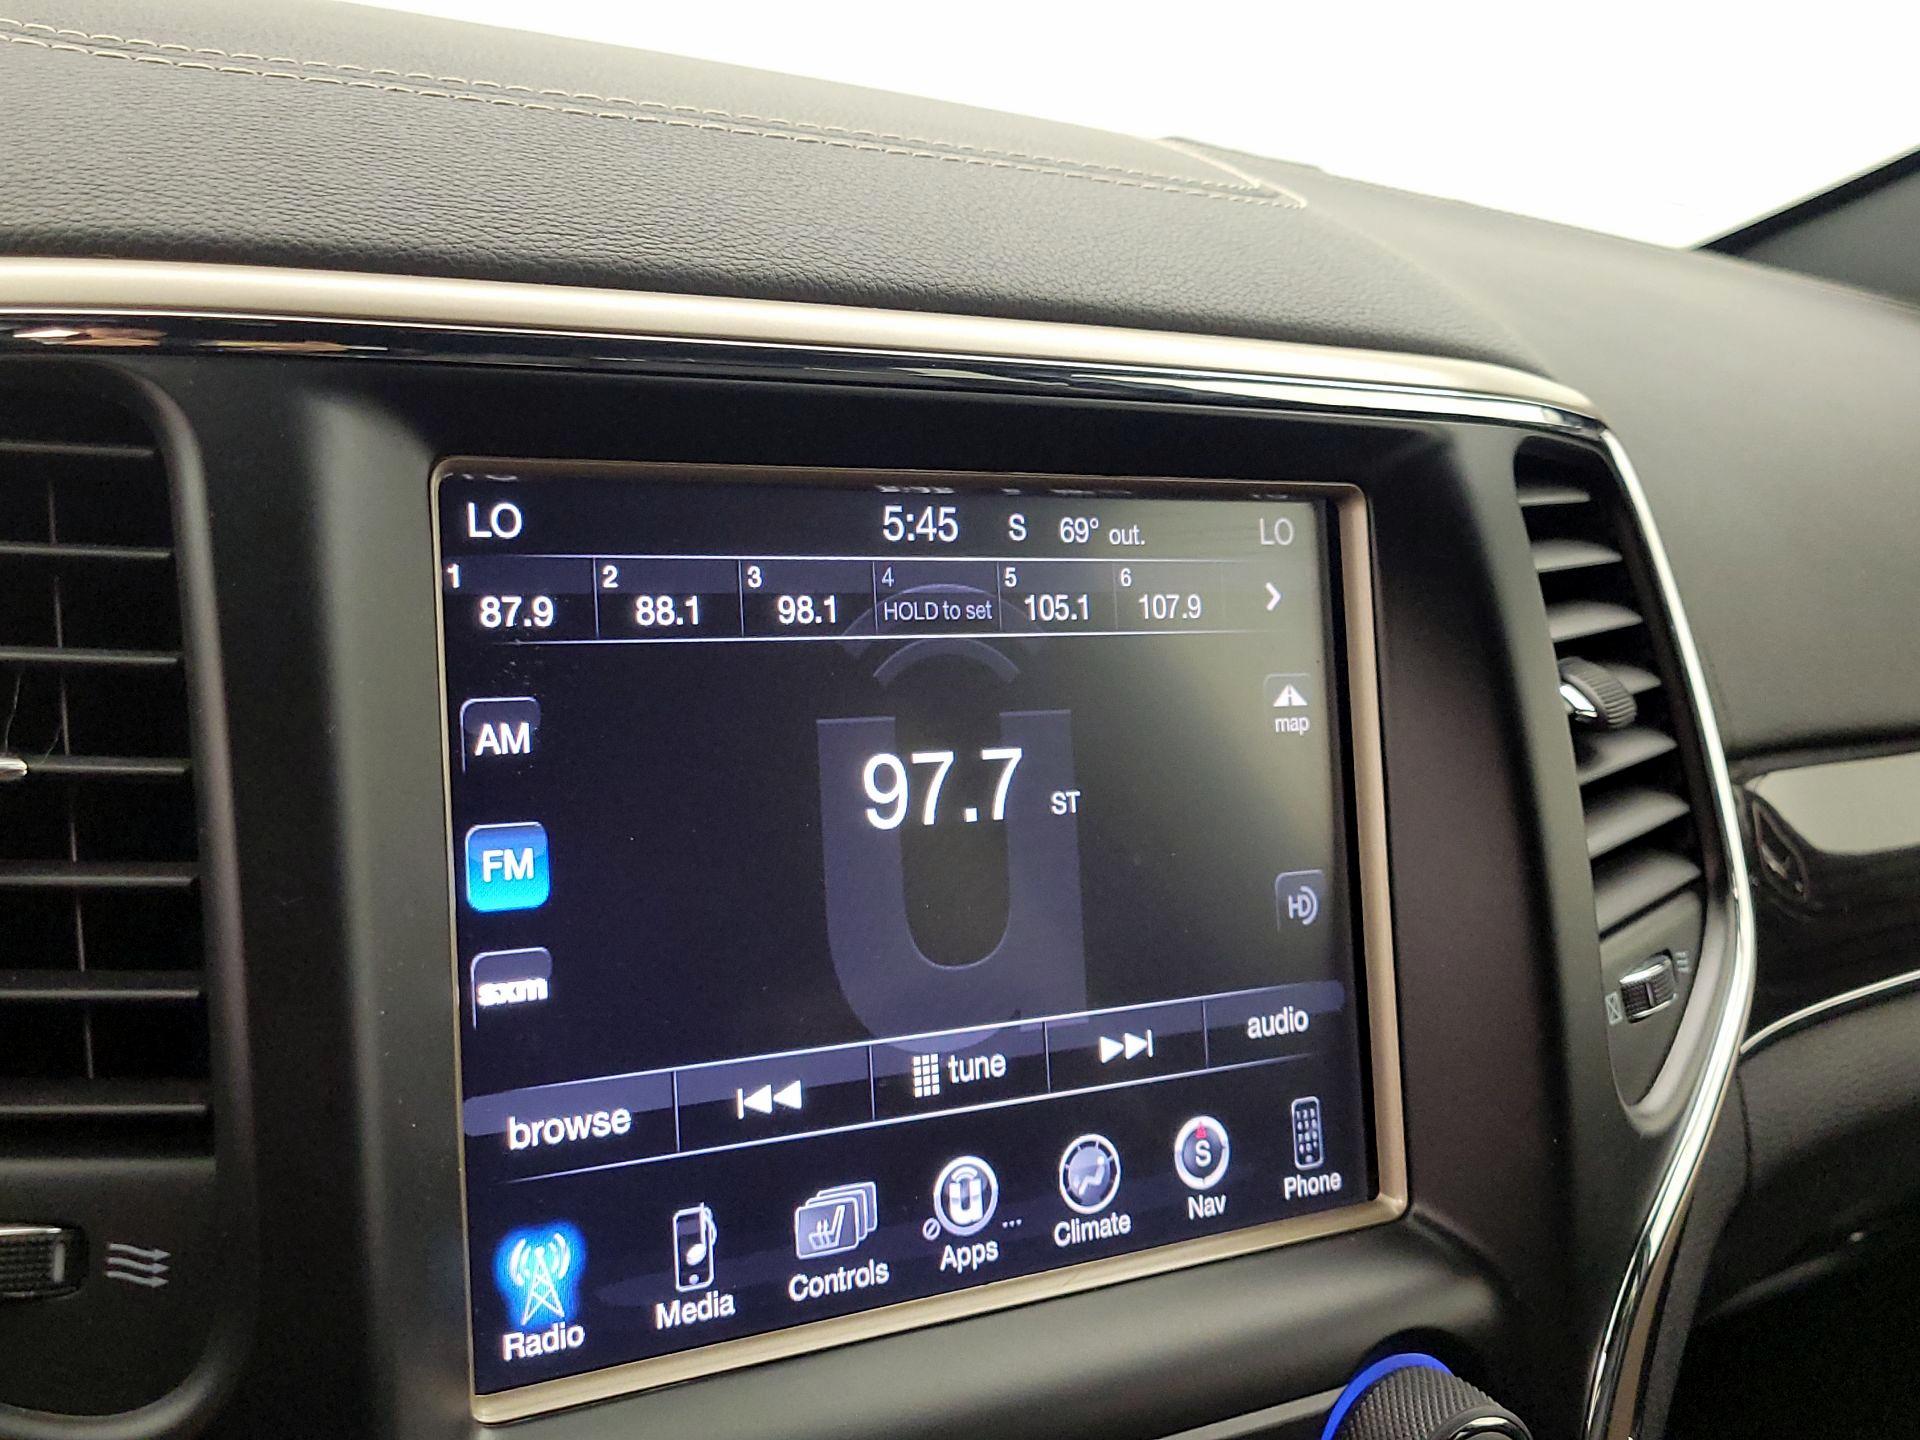 LO 5:45 S 69° out. LO
1 2 3 4 5 6
87.9 88.1 98.1 HOLD to set 105.1 107.9
map
AM
97.7 ST
FM
HD
sxm
browse tune audio
Radio Media Controls Apps ... Climate Nav Phone
S